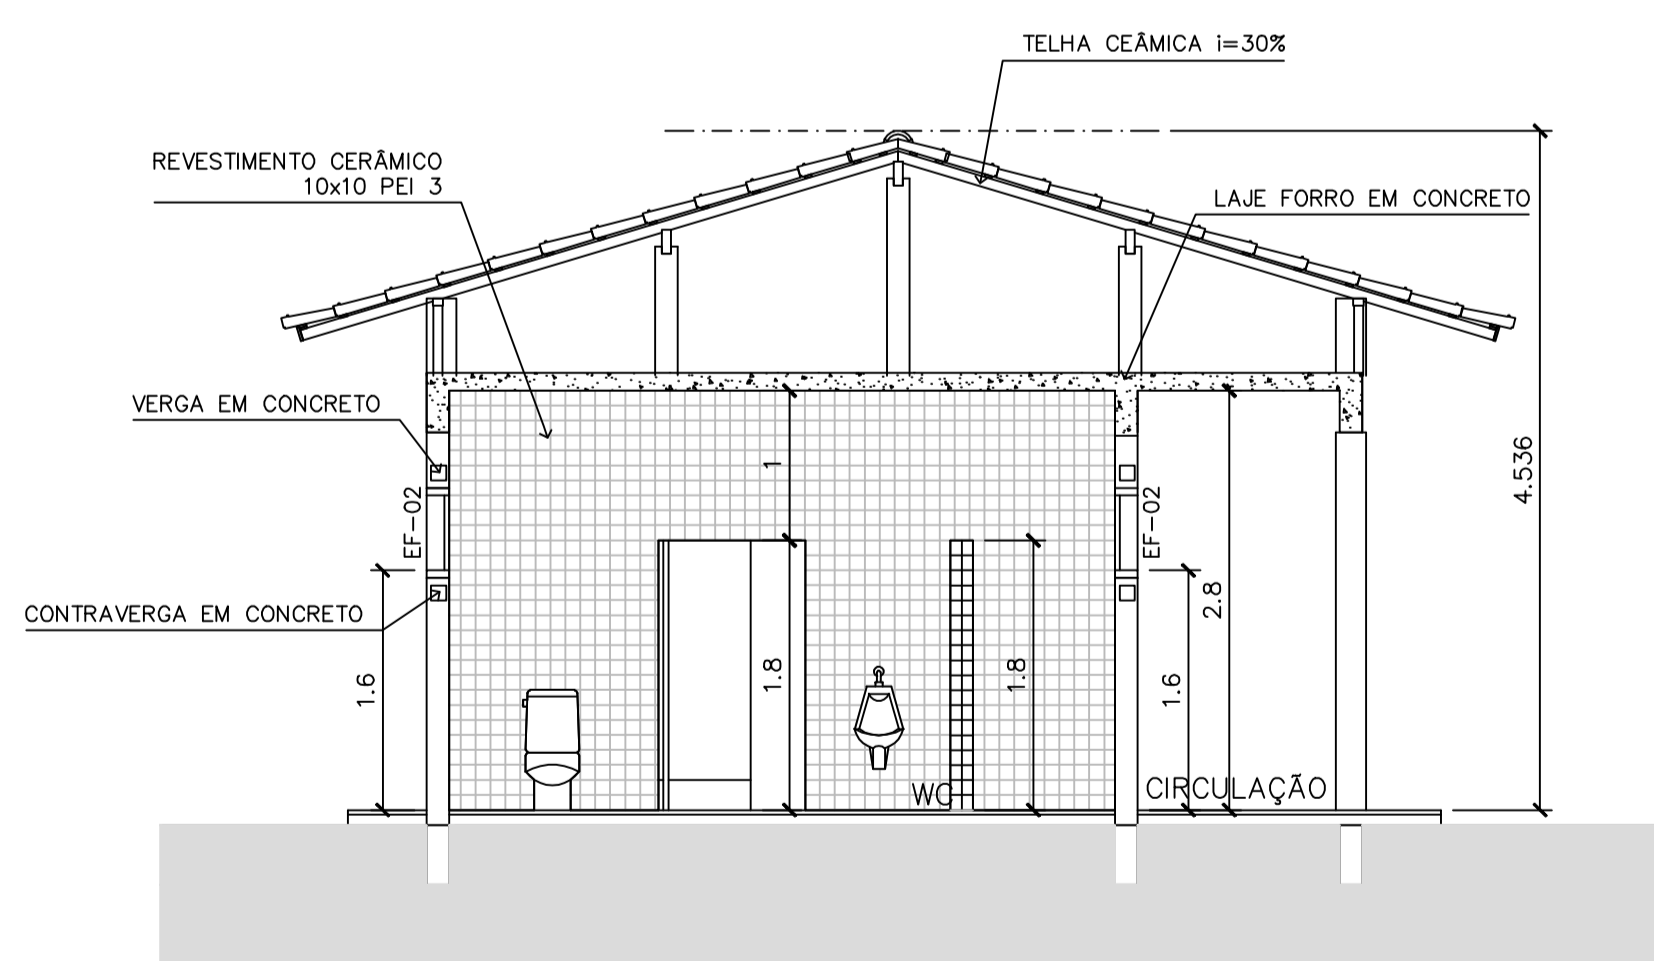 TELHA CEÂMICA i=30%
REVESTIMENTO CERÂMICO
10x10 PEI 3
LAJE FORRO EM CONCRETO
VERGA EM CONCRETO
1
4.536
EF-02
EF-02
CONTRAVERGA EM CONCRETO
2.8
1.6
1.8
1.8
1.6
WC
CIRCULAÇÃO